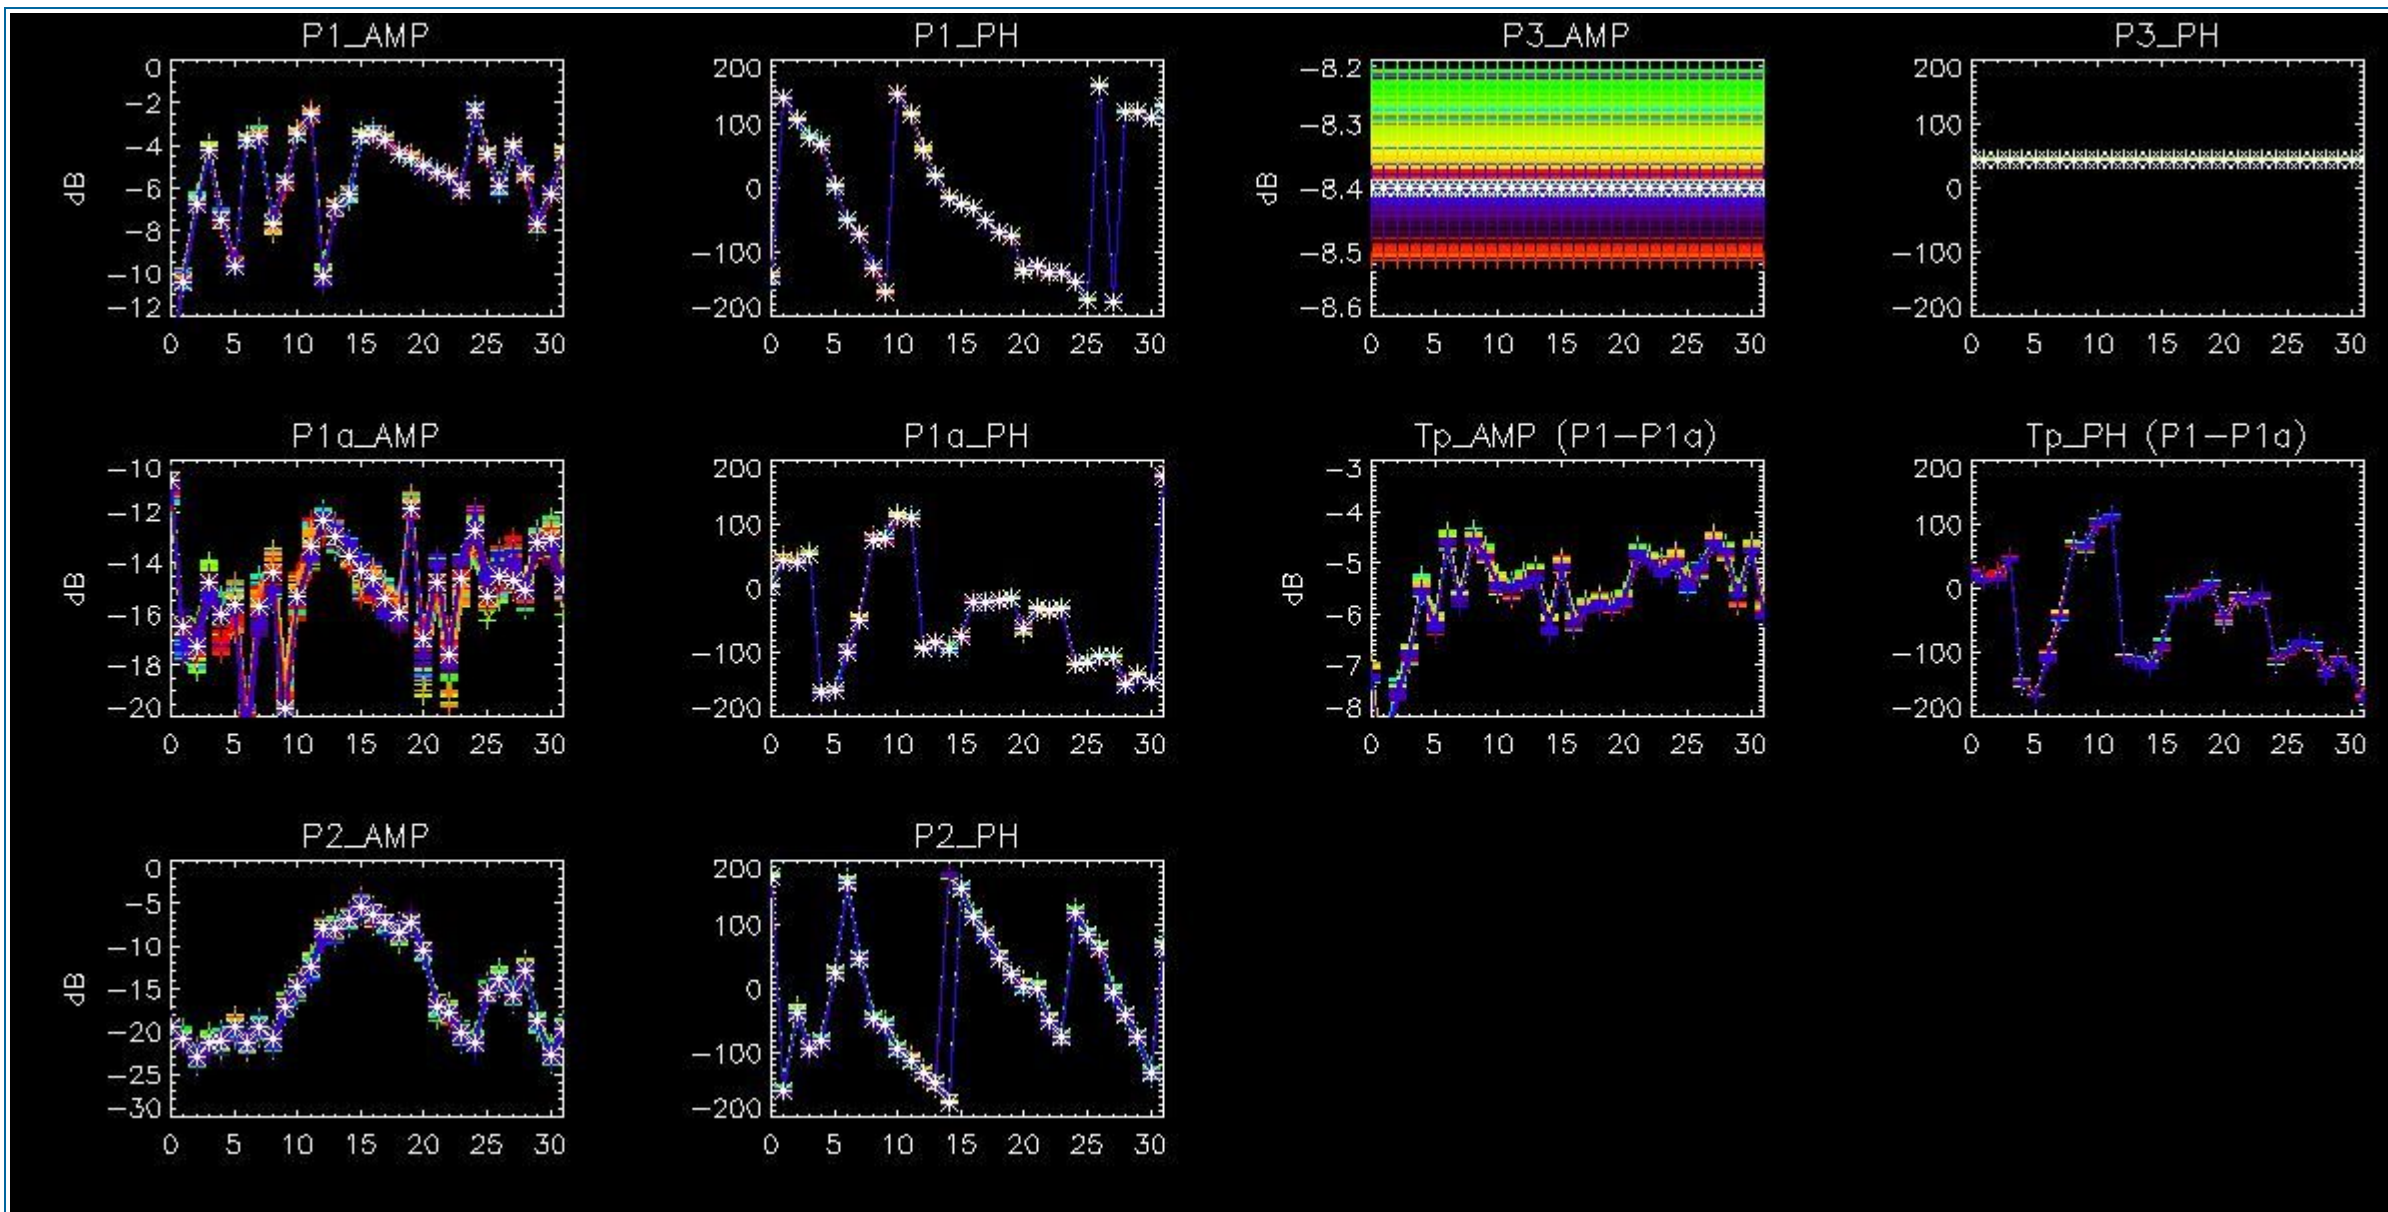 P1_AMP
0
−2
−4
−6
−8
−10
−12
dB
0 5 10 15 20 25 30
P1_PH
200
100
0
−100
−200
0 5 10 15 20 25 30
P3_AMP
−8.2
−8.3
−8.4
−8.5
−8.6
dB
0 5 10 15 20 25 30
P3_PH
200
100
0
−100
−200
0 5 10 15 20 25 30
P1a_AMP
−10
−12
−14
−16
−18
−20
dB
0 5 10 15 20 25 30
P1a_PH
200
100
0
−100
−200
0 5 10 15 20 25 30
Tp_AMP (P1−P1a)
−3
−4
−5
−6
−7
−8
dB
0 5 10 15 20 25 30
Tp_PH (P1−P1a)
200
100
0
−100
−200
0 5 10 15 20 25 30
P2_AMP
0
−5
−10
−15
−20
−25
−30
dB
0 5 10 15 20 25 30
P2_PH
200
100
0
−100
−200
0 5 10 15 20 25 30